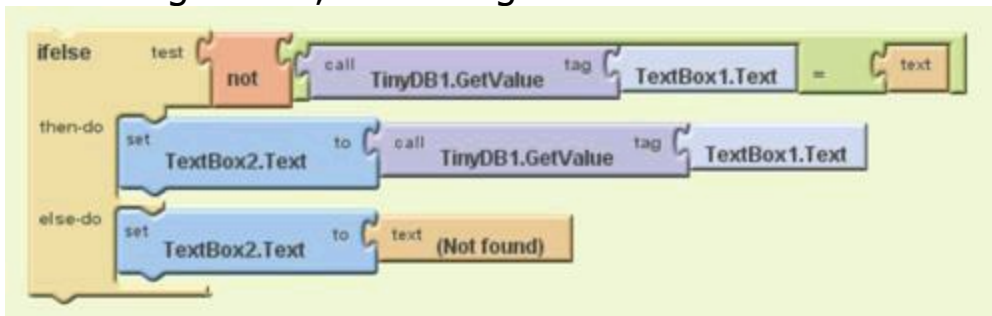 ifelse test not call TinyDB1.GetValue tag TextBox1.Text = text
then-do set TextBox2.Text to call TinyDB1.GetValue tag TextBox1.Text
else-do set TextBox2.Text to text (Not found)